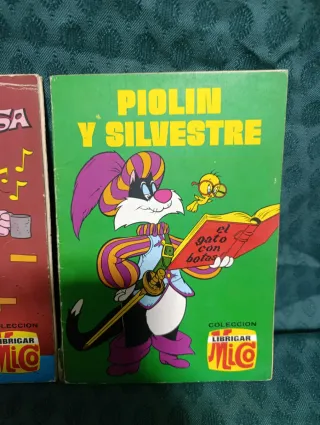 SA
PIOLIN
Y SILVESTRE
el
gato
con
botas
COLECCION
LIBRIGAR
MiCO
COLECCION
LIBRIGAR
MiCO